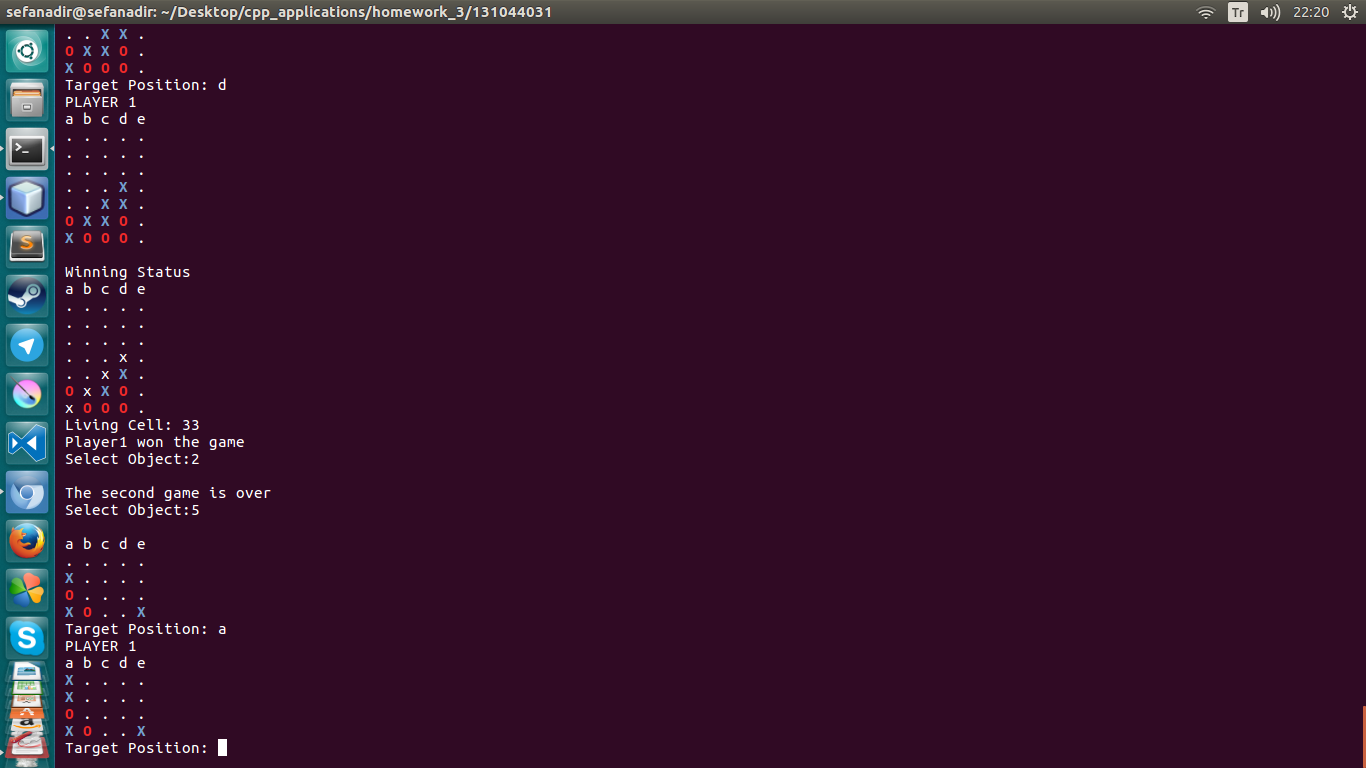 sefanadir@sefanadir: ~/Desktop/cpp_applications/homework_3/131044031
Tr
22:20
. . X X .
O X X O .
X O O O .
Target Position: d
PLAYER 1
a b c d e
. . . . .
. . . . .
. . . . .
. . . X .
. . X X .
O X X O .
X O O O .
Winning Status
a b c d e
. . . . .
. . . . .
. . . . .
. . . x .
. . x X .
O x X O .
x O O O .
Living Cell: 33
Player1 won the game
Select Object:2
The second game is over
Select Object:5
a b c d e
. . . . .
X . . . .
O . . . .
X O . . X
Target Position: a
PLAYER 1
a b c d e
X . . . .
X . . . .
O . . . .
X O . . X
Target Position: